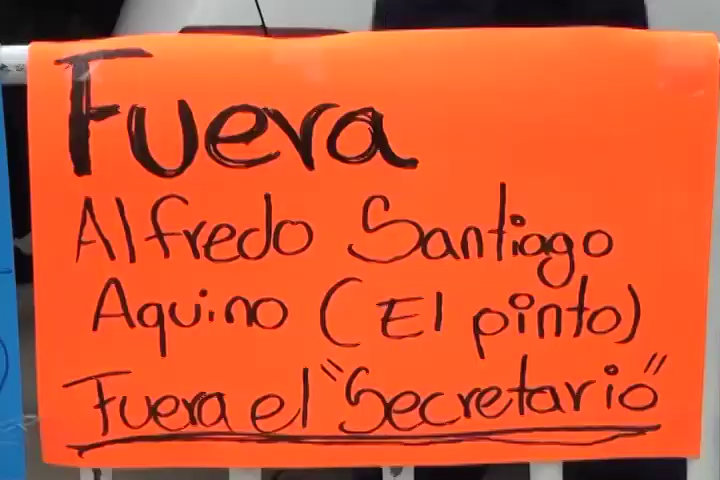 Fuera
Alfredo Santiago
Aquino (El pinto)
Fuera el "Secretario"